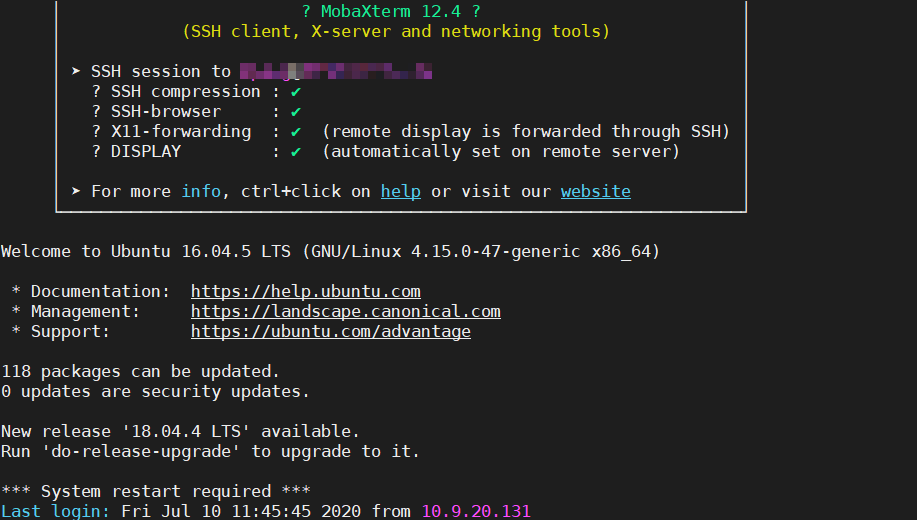 ? MobaXterm 12.4 ?
(SSH client, X-server and networking tools)
➤ SSH session to
? SSH compression : ✔
? SSH-browser     : ✔
? X11-forwarding  : ✔  (remote display is forwarded through SSH)
? DISPLAY         : ✔  (automatically set on remote server)
➤ For more info, ctrl+click on help or visit our website
Welcome to Ubuntu 16.04.5 LTS (GNU/Linux 4.15.0-47-generic x86_64)
* Documentation:  https://help.ubuntu.com
* Management:     https://landscape.canonical.com
* Support:        https://ubuntu.com/advantage
118 packages can be updated.
0 updates are security updates.
New release '18.04.4 LTS' available.
Run 'do-release-upgrade' to upgrade to it.
*** System restart required ***
Last login: Fri Jul 10 11:45:45 2020 from 10.9.20.131